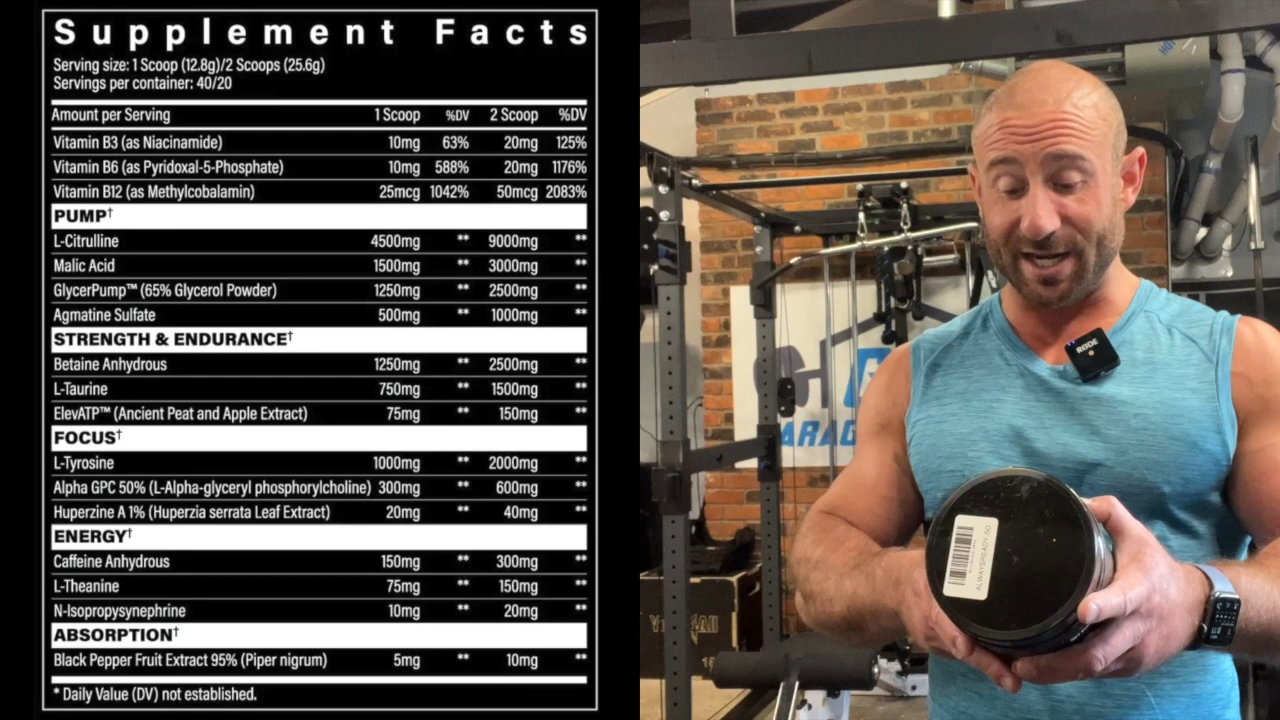 Supplement Facts
Serving size: 1 Scoop (12.8g)/2 Scoops (25.6g)
Servings per container: 40/20
Amount per Serving 1 Scoop %DV 2 Scoop %DV
Vitamin B3 (as Niacinamide) 10mg 63% 20mg 125%
Vitamin B6 (as Pyridoxal-5-Phosphate) 10mg 588% 20mg 1176%
Vitamin B12 (as Methylcobalamin) 25mcg 1042% 50mcg 2083%
PUMP†
L-Citrulline 4500mg ** 9000mg **
Malic Acid 1500mg ** 3000mg **
GlycerPump™ (65% Glycerol Powder) 1250mg ** 2500mg **
Agmatine Sulfate 500mg ** 1000mg **
STRENGTH & ENDURANCE†
Betaine Anhydrous 1250mg ** 2500mg **
L-Taurine 750mg ** 1500mg **
ElevATP™ (Ancient Peat and Apple Extract) 75mg ** 150mg **
FOCUS†
L-Tyrosine 1000mg ** 2000mg **
Alpha GPC 50% (L-Alpha-glyceryl phosphorylcholine) 300mg ** 600mg **
Huperzine A 1% (Huperzia serrata Leaf Extract) 20mg ** 40mg **
ENERGY†
Caffeine Anhydrous 150mg ** 300mg **
L-Theanine 75mg ** 150mg **
N-Isopropysynephrine 10mg ** 20mg **
ABSORPTION†
Black Pepper Fruit Extract 95% (Piper nigrum) 5mg ** 10mg **
* Daily Value (DV) not established.
RØDE